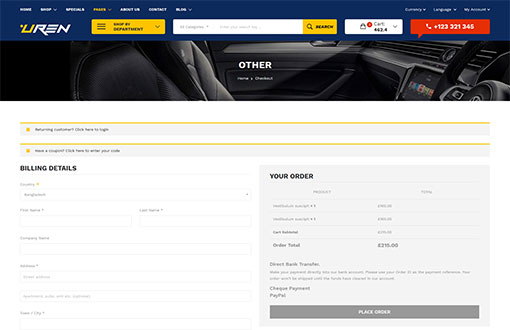 HOME SHOP SPECIALS PAGES ABOUT US CONTACT US BLOG Currency Language My Account
UREN
SHOP BY
DEPARTMENT
All Categories
Enter your search key ...
SEARCH
Cart:
462.4
+123 321 345
OTHER
Home > Checkout
Returning customer? Click here to login
Have a coupon? Click here to enter your code
BILLING DETAILS
Country *
Bangladesh
First Name * Last Name *
Company Name
Address *
Street address
Apartment, suite, unit etc. (optional)
Town / City *
YOUR ORDER
PRODUCT TOTAL
Vestibulum suscipit × 1 £165.00
Vestibulum suscipit × 1
Cart Subtotal £215.00
Order Total £215.00
Direct Bank Transfer.
Make your payment directly into our bank account. Please use your Order ID as the payment reference. Your
order won't be shipped until the funds have cleared in our account.
Cheque Payment
PayPal
PLACE ORDER